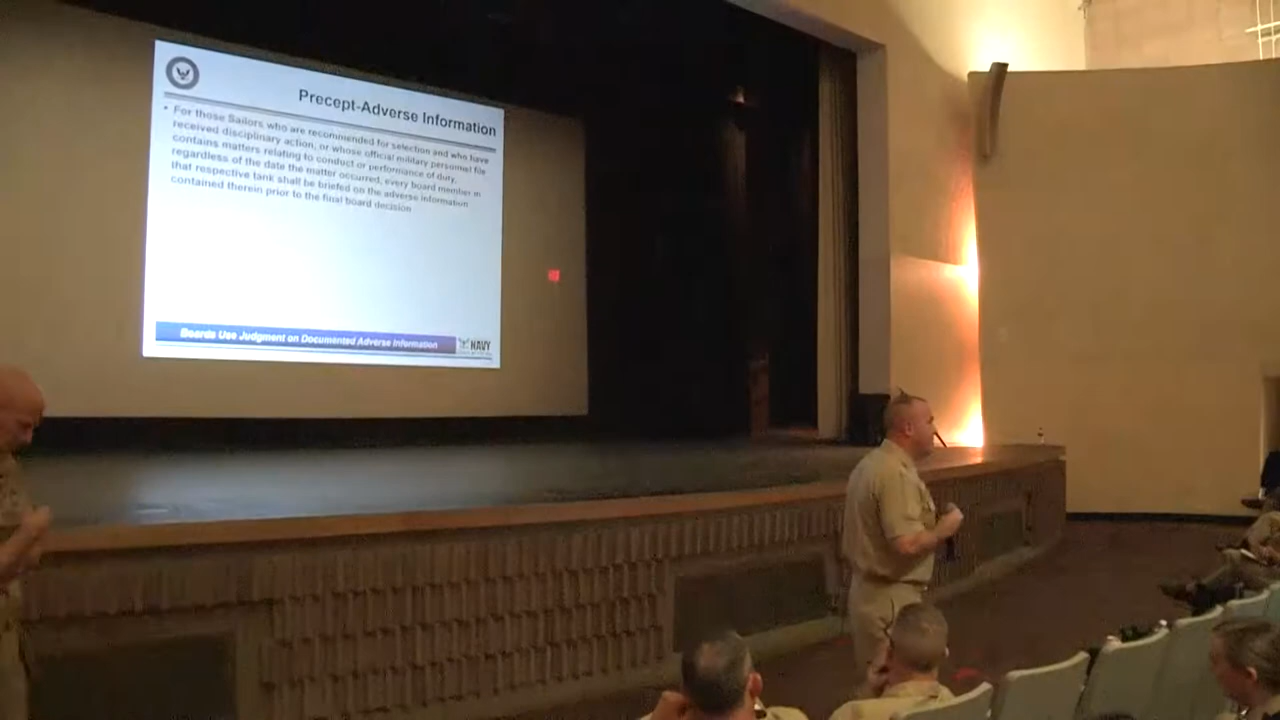 Precept-Adverse Information
• For those Sailors who are recommended for selection and who have
received disciplinary action, or whose official military personnel file
contains matters relating to conduct or performance of duty,
regardless of the date the matter occurred, every board member in
that respective tank shall be briefed on the adverse information
contained therein prior to the final board decision
Boards Use Judgment on Documented Adverse Information
NAVY